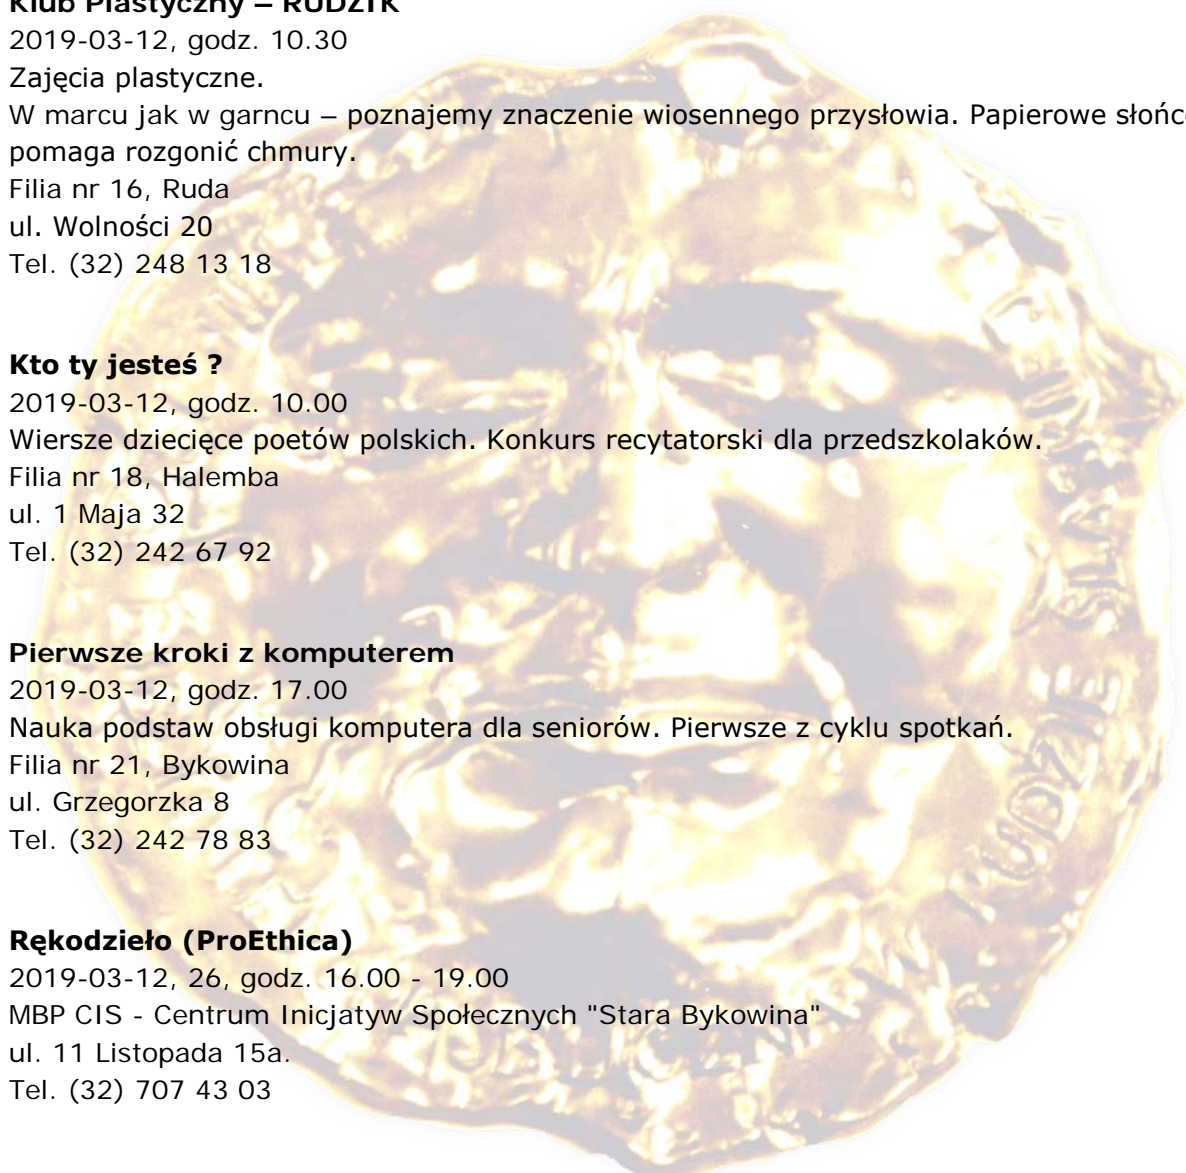 Klub Plastyczny – RUDZIK
2019-03-12, godz. 10.30
Zajęcia plastyczne.
W marcu jak w garncu – poznajemy znaczenie wiosennego przysłowia. Papierowe słońce
pomaga rozgonić chmury.
Filia nr 16, Ruda
ul. Wolności 20
Tel. (32) 248 13 18
Kto ty jesteś ?
2019-03-12, godz. 10.00
Wiersze dziecięce poetów polskich. Konkurs recytatorski dla przedszkolaków.
Filia nr 18, Halemba
ul. 1 Maja 32
Tel. (32) 242 67 92
Pierwsze kroki z komputerem
2019-03-12, godz. 17.00
Nauka podstaw obsługi komputera dla seniorów. Pierwsze z cyklu spotkań.
Filia nr 21, Bykowina
ul. Grzegorzka 8
Tel. (32) 242 78 83
Rękodzieło (ProEthica)
2019-03-12, 26, godz. 16.00 - 19.00
MBP CIS - Centrum Inicjatyw Społecznych "Stara Bykowina"
ul. 11 Listopada 15a.
Tel. (32) 707 43 03